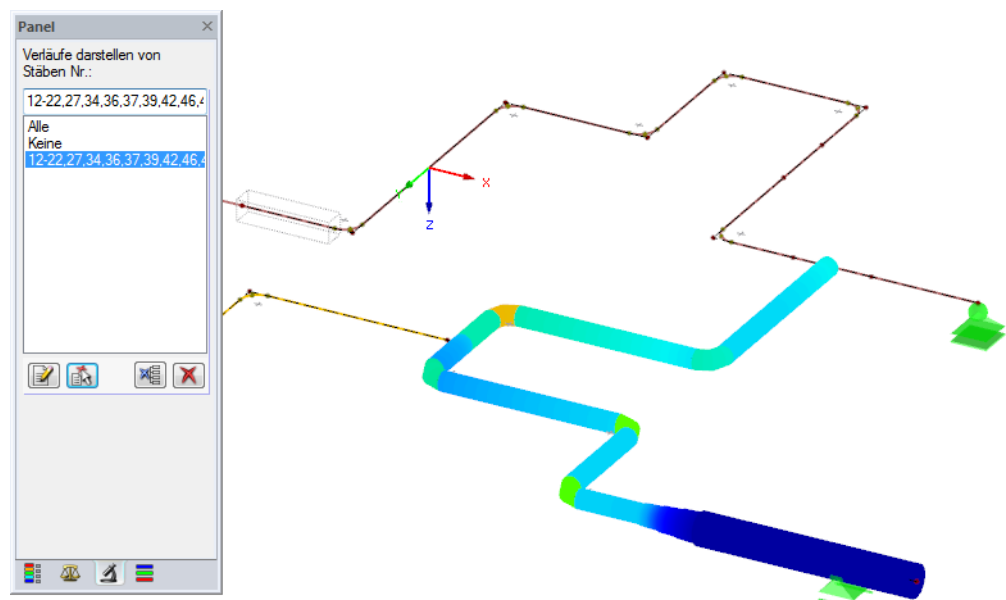 Panel
Verläufe darstellen von
Stäben Nr.:
12-22,27,34,36,37,39,42,46,4
Alle
Keine
12-22,27,34,36,37,39,42,46,4
X
Y
Z